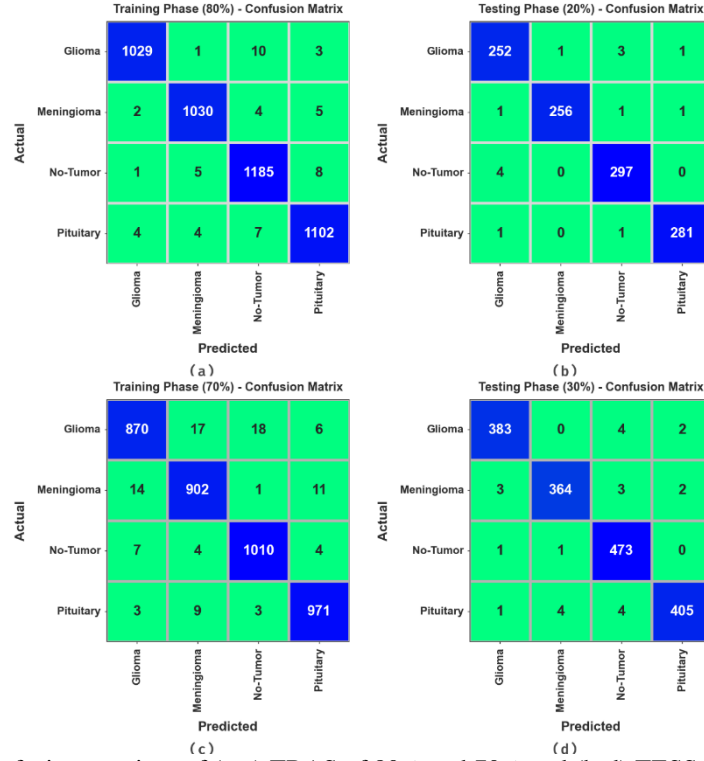 Training Phase (80%) - Confusion Matrix
Actual
Glioma 1029 1 10 3
Meningioma 2 1030 4 5
No-Tumor 1 5 1185 8
Pituitary 4 4 7 1102
Glioma Meningioma No-Tumor Pituitary
Predicted
(a)
Testing Phase (20%) - Confusion Matrix
Actual
Glioma 252 1 3 1
Meningioma 1 256 1 1
No-Tumor 4 0 297 0
Pituitary 1 0 1 281
Glioma Meningioma No-Tumor Pituitary
Predicted
(b)
Training Phase (70%) - Confusion Matrix
Actual
Glioma 870 17 18 6
Meningioma 14 902 1 11
No-Tumor 7 4 1010 4
Pituitary 3 9 3 971
Glioma Meningioma No-Tumor Pituitary
Predicted
(c)
Testing Phase (30%) - Confusion Matrix
Actual
Glioma 383 0 4 2
Meningioma 3 364 3 2
No-Tumor 1 1 473 0
Pituitary 1 4 4 405
Glioma Meningioma No-Tumor Pituitary
Predicted
(d)